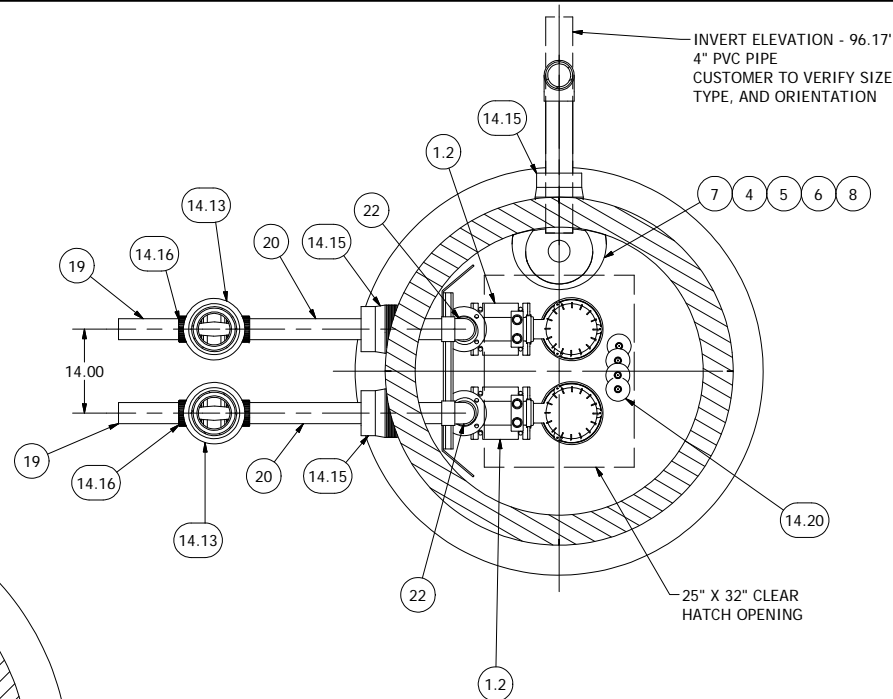 INVERT ELEVATION - 96.17'
4" PVC PIPE
CUSTOMER TO VERIFY SIZE
TYPE, AND ORIENTATION
14.15
1.2
7 4 5 6 8
14.13
22
20
14.15
14.16
19
14.00
19
14.16
20
14.15
14.13
14.20
22
25" X 32" CLEAR
HATCH OPENING
1.2